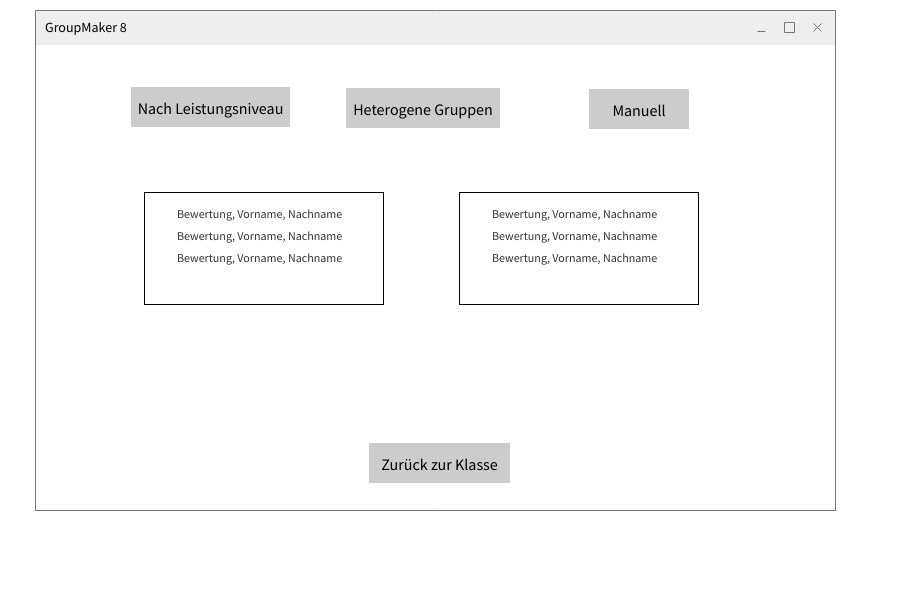 GroupMaker 8
Nach Leistungsniveau
Heterogene Gruppen
Manuell
Bewertung, Vorname, Nachname
Bewertung, Vorname, Nachname
Bewertung, Vorname, Nachname
Bewertung, Vorname, Nachname
Bewertung, Vorname, Nachname
Bewertung, Vorname, Nachname
Zurück zur Klasse